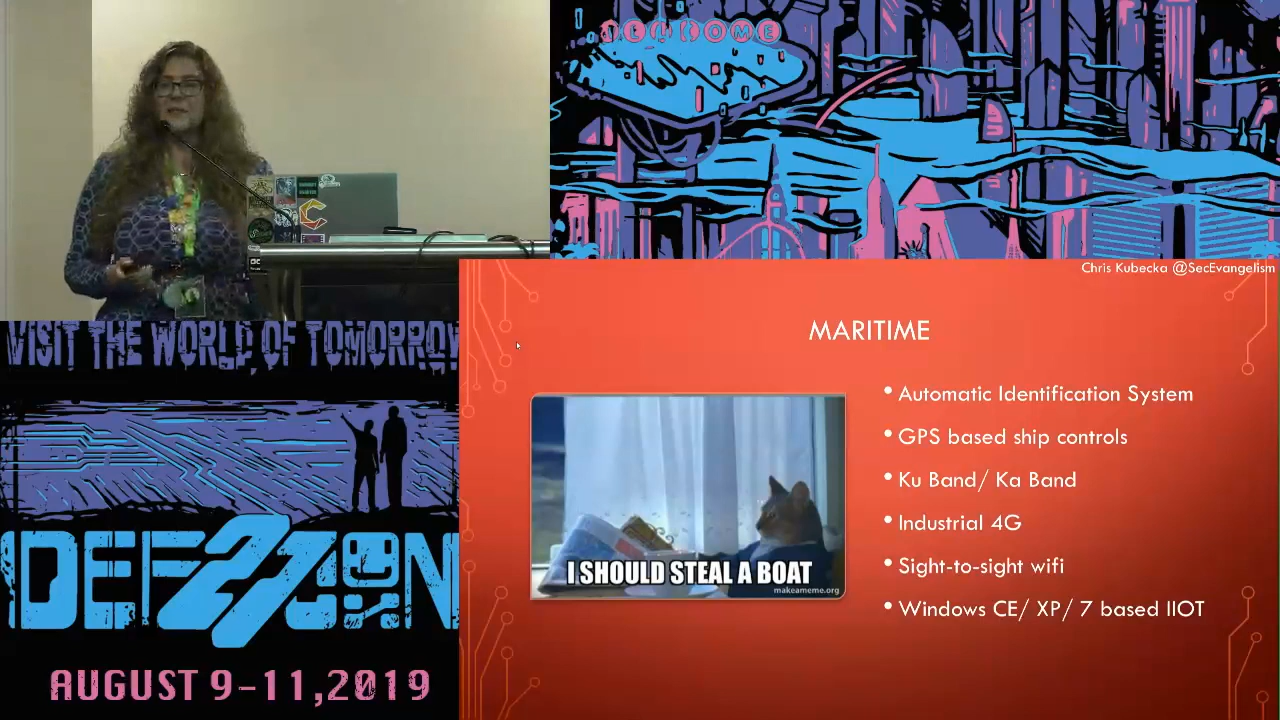 WELCOME
Chris Kubecka @SecEvangelism
VISIT THE WORLD OF TOMORROW
MARITIME
• Automatic Identification System
• GPS based ship controls
• Ku Band/ Ka Band
• Industrial 4G
• Sight-to-sight wifi
• Windows CE/ XP/ 7 based IIOT
I SHOULD STEAL A BOAT
makeameme.org
DEF 27 CON
AUGUST 9-11,2019